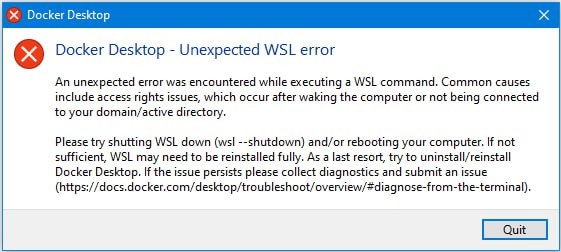 Docker Desktop
Docker Desktop - Unexpected WSL error
An unexpected error was encountered while executing a WSL command. Common causes
include access rights issues, which occur after waking the computer or not being connected
to your domain/active directory.
Please try shutting WSL down (wsl --shutdown) and/or rebooting your computer. If not
sufficient, WSL may need to be reinstalled fully. As a last resort, try to uninstall/reinstall
Docker Desktop. If the issue persists please collect diagnostics and submit an issue
(https://docs.docker.com/desktop/troubleshoot/overview/#diagnose-from-the-terminal).
Quit